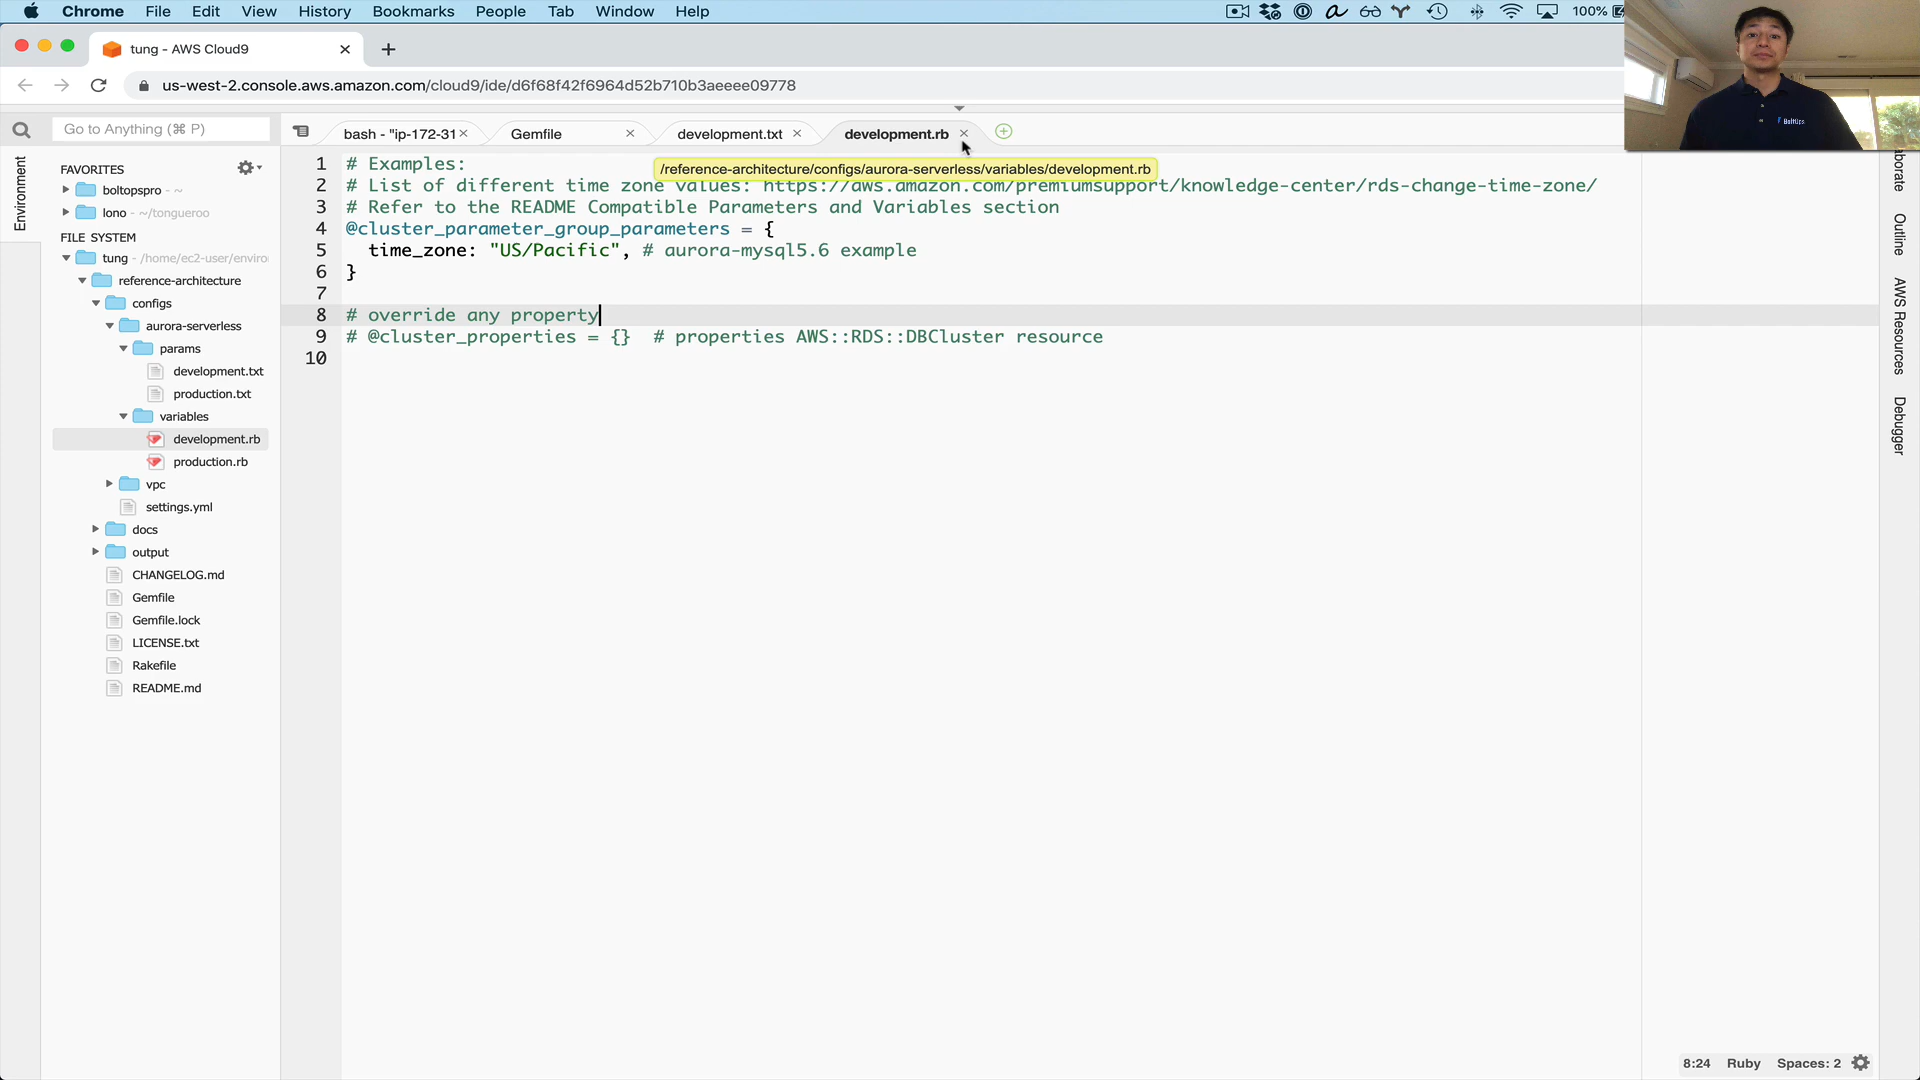 Chrome File Edit View History Bookmarks People Tab Window Help 100%
tung - AWS Cloud9
us-west-2.console.aws.amazon.com/cloud9/ide/d6f68f42f6964d52b710b3aeeee09778
Go to Anything (⌘ P)
bash - "ip-172-31
Gemfile
development.txt
development.rb
/reference-architecture/configs/aurora-serverless/variables/development.rb
Environment
FAVORITES
boltopspro - ~
lono - ~/tongueroo
FILE SYSTEM
tung - /home/ec2-user/enviro
reference-architecture
configs
aurora-serverless
params
development.txt
production.txt
variables
development.rb
production.rb
vpc
settings.yml
docs
output
CHANGELOG.md
Gemfile
Gemfile.lock
LICENSE.txt
Rakefile
README.md
1 # Examples:
2 # List of different time zone values: https://aws.amazon.com/premiumsupport/knowledge-center/rds-change-time-zone/
3 # Refer to the README Compatible Parameters and Variables section
4 @cluster_parameter_group_parameters = {
5 time_zone: "US/Pacific", # aurora-mysql5.6 example
6 }
7
8 # override any property
9 # @cluster_properties = {} # properties AWS::RDS::DBCluster resource
10
BoltOps
Outline
AWS Resources
Debugger
8:24 Ruby Spaces: 2